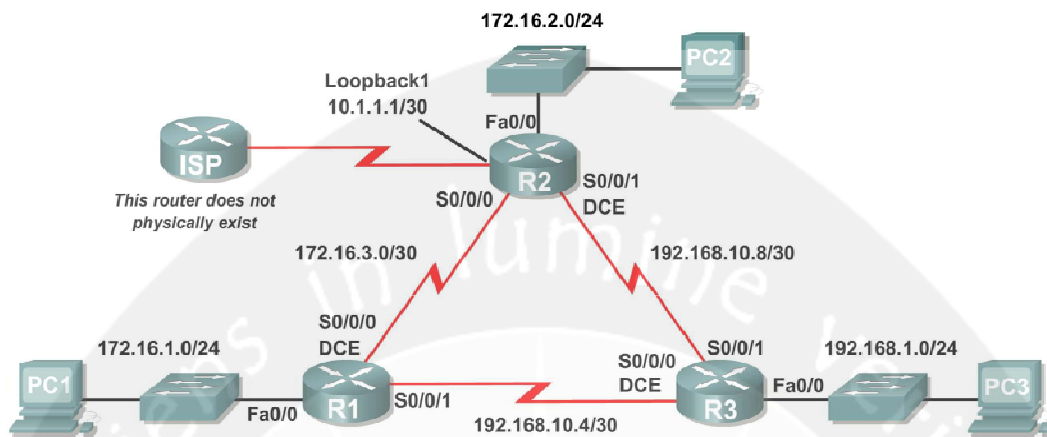 172.16.2.0/24
PC2
Loopback1
10.1.1.1/30
Fa0/0
ISP
R2
This router does not
physically exist
S0/0/0
S0/0/1
DCE
172.16.3.0/30
192.168.10.8/30
in lumine
S0/0/0
DCE
172.16.1.0/24
S0/0/1
S0/0/0
DCE
192.168.1.0/24
PC1
Fa0/0
R1
S0/0/1
192.168.10.4/30
R3
Fa0/0
PC3